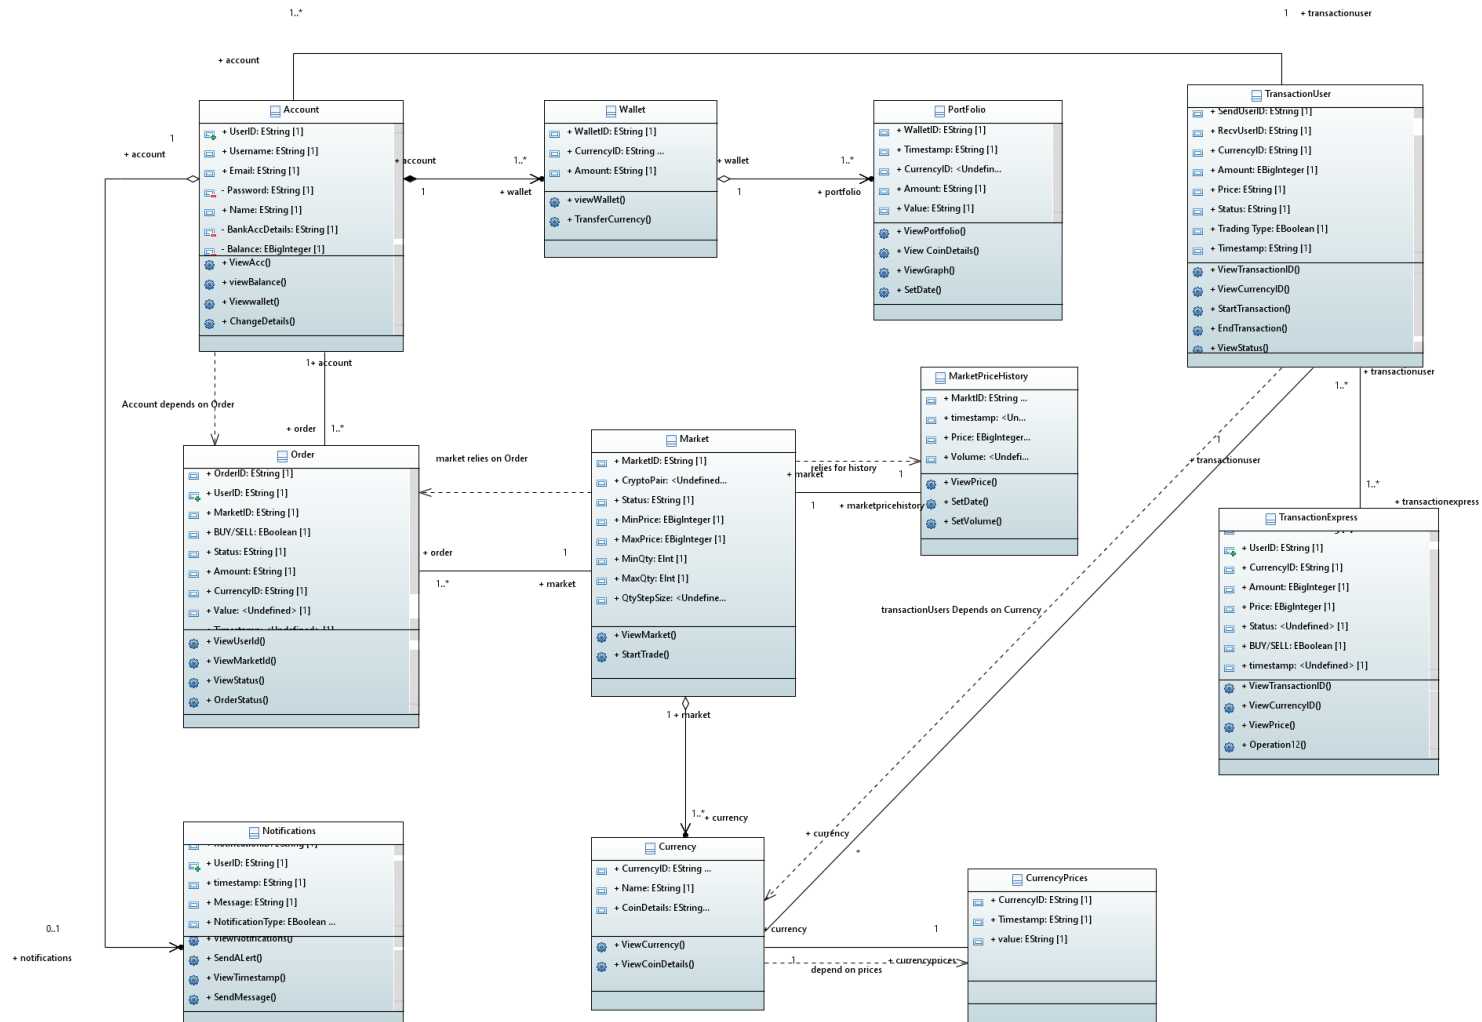 1..*
1
+ transactionuser
+ account
Account
+ UserID: EString [1]
+ Username: EString [1]
+ Email: EString [1]
- Password: EString [1]
+ Name: EString [1]
- BankAccDetails: EString [1]
- Balance: EBigInteger [1]
+ ViewAcc()
+ viewBalance()
+ Viewwallet()
+ ChangeDetails()
1
+ account
+ account
1
1..*
+ wallet
Wallet
+ WalletID: EString [1]
+ CurrencyID: EString ...
+ Amount: EString [1]
+ viewWallet()
+ TransferCurrency()
+ wallet
1
1..*
+ portfolio
PortFolio
+ WalletID: EString [1]
+ Timestamp: EString [1]
+ CurrencyID: <Undefin...
+ Amount: EString [1]
+ Value: EString [1]
+ ViewPortfolio()
+ View CoinDetails()
+ ViewGraph()
+ SetDate()
TransactionUser
+ SendUserID: EString [1]
+ RecvUserID: EString [1]
+ CurrencyID: EString [1]
+ Amount: EBigInteger [1]
+ Price: EString [1]
+ Status: EString [1]
+ Trading Type: EBoolean [1]
+ Timestamp: EString [1]
+ ViewTransactionID()
+ ViewCurrencyID()
+ StartTransaction()
+ EndTransaction()
+ ViewStatus()
1+ account
Account depends on Order
+ order
1..*
Order
+ OrderID: EString [1]
+ UserID: EString [1]
+ MarketID: EString [1]
+ BUY/SELL: EBoolean [1]
+ Status: EString [1]
+ Amount: EString [1]
+ CurrencyID: EString [1]
+ Value: <Undefined> [1]
+ Timestamp: <Undefined> [1]
+ ViewUserId()
+ ViewMarketId()
+ ViewStatus()
+ OrderStatus()
market relies on Order
+ order
1
1..*
+ market
Market
+ MarketID: EString [1]
+ CryptoPair: <Undefined...
+ Status: EString [1]
+ MinPrice: EBigInteger [1]
+ MaxPrice: EBigInteger [1]
+ MinQty: EInt [1]
+ MaxQty: EInt [1]
+ QtyStepSize: <Undefine...
+ ViewMarket()
+ StartTrade()
relies for history
+ market
1
1
+ marketpricehistory
MarketPriceHistory
+ MarktID: EString ...
+ timestamp: <Un...
+ Price: EBigInteger...
+ Volume: <Undefi...
+ ViewPrice()
+ SetDate()
+ SetVolume()
+ transactionuser
1..*
1
+ transactionuser
1..*
+ transactionexpress
TransactionExpress
+ UserID: EString [1]
+ CurrencyID: EString [1]
+ Amount: EBigInteger [1]
+ Price: EBigInteger [1]
+ Status: <Undefined> [1]
+ BUY/SELL: EBoolean [1]
+ timestamp: <Undefined> [1]
+ ViewTransactionID()
+ ViewCurrencyID()
+ ViewPrice()
+ Operation12()
transactionUsers Depends on Currency
1 + market
1..*
+ currency
+ currency
*
Notifications
+ notificationID: EString [1]
+ UserID: EString [1]
+ timestamp: EString [1]
+ Message: EString [1]
+ NotificationType: EBoolean ...
+ ViewNotifications()
+ SendALert()
+ ViewTimestamp()
+ SendMessage()
0..1
+ notifications
Currency
+ CurrencyID: EString ...
+ Name: EString [1]
+ CoinDetails: EString...
+ ViewCurrency()
+ ViewCoinDetails()
+ currency
1
1
+ currencyprices
depend on prices
CurrencyPrices
+ CurrencyID: EString [1]
+ Timestamp: EString [1]
+ value: EString [1]